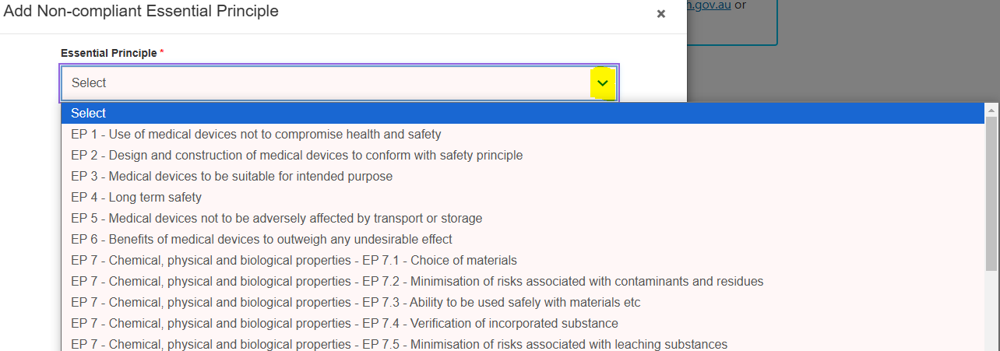 Add Non-compliant Essential Principle
h.gov.au or
Essential Principle *
Select
Select
EP 1 - Use of medical devices not to compromise health and safety
EP 2 - Design and construction of medical devices to conform with safety principle
EP 3 - Medical devices to be suitable for intended purpose
EP 4 - Long term safety
EP 5 - Medical devices not to be adversely affected by transport or storage
EP 6 - Benefits of medical devices to outweigh any undesirable effect
EP 7 - Chemical, physical and biological properties - EP 7.1 - Choice of materials
EP 7 - Chemical, physical and biological properties - EP 7.2 - Minimisation of risks associated with contaminants and residues
EP 7 - Chemical, physical and biological properties - EP 7.3 - Ability to be used safely with materials etc
EP 7 - Chemical, physical and biological properties - EP 7.4 - Verification of incorporated substance
EP 7 - Chemical, physical and biological properties - EP 7.5 - Minimisation of risks associated with leaching substances